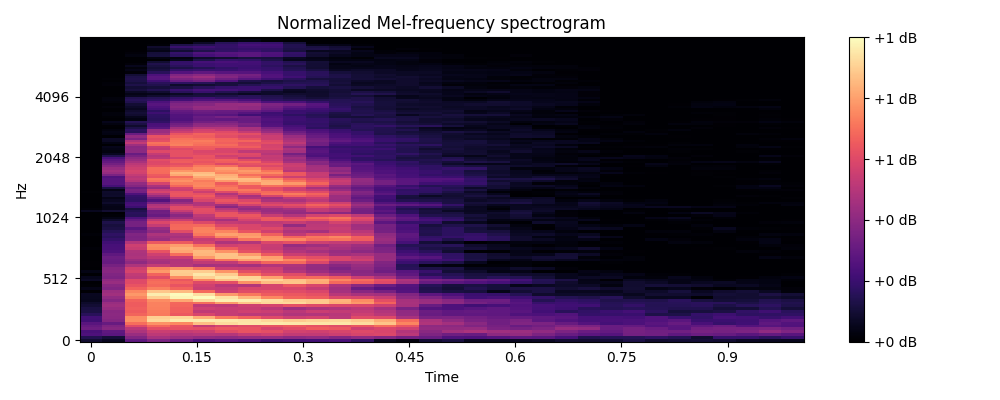 Normalized Mel-frequency spectrogram
Hz
4096
2048
1024
512
0
0 0.15 0.3 0.45 0.6 0.75 0.9
Time
+1 dB
+1 dB
+1 dB
+0 dB
+0 dB
+0 dB